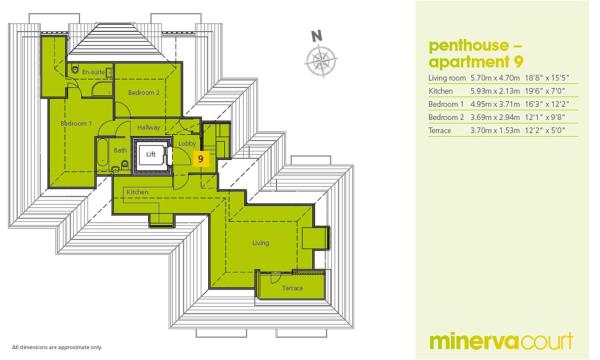 N
En-suite
Bedroom 2
Bedroom 1
Hallway
Bath
Lift
Lobby
9
Kitchen
Living
Terrace
All dimensions are approximate only.
penthouse –
apartment 9
Living room 5.70m x 4.70m 18'8" x 15'5"
Kitchen 5.93m x 2.13m 19'6" x 7'0"
Bedroom 1 4.95m x 3.71m 16'3" x 12'2"
Bedroom 2 3.69m x 2.94m 12'1" x 9'8"
Terrace 3.70m x 1.53m 12'2" x 5'0"
minervacourt